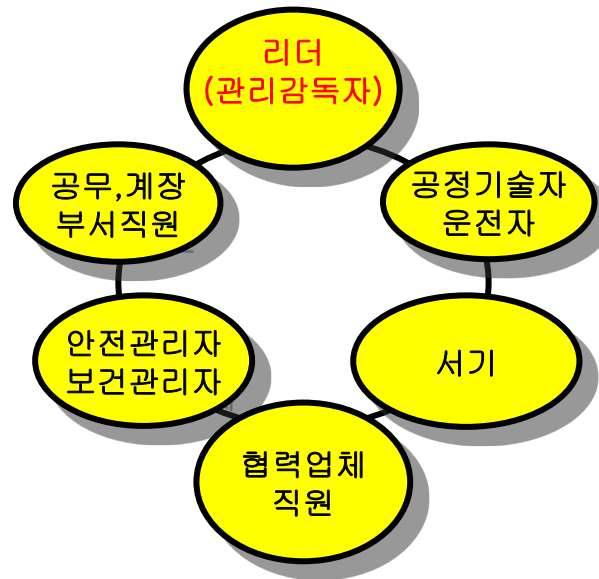 리더
(관리감독자)
공무,계장
부서직원
공정기술자
운전자
안전관리자
보건관리자
서기
협력업체
직원